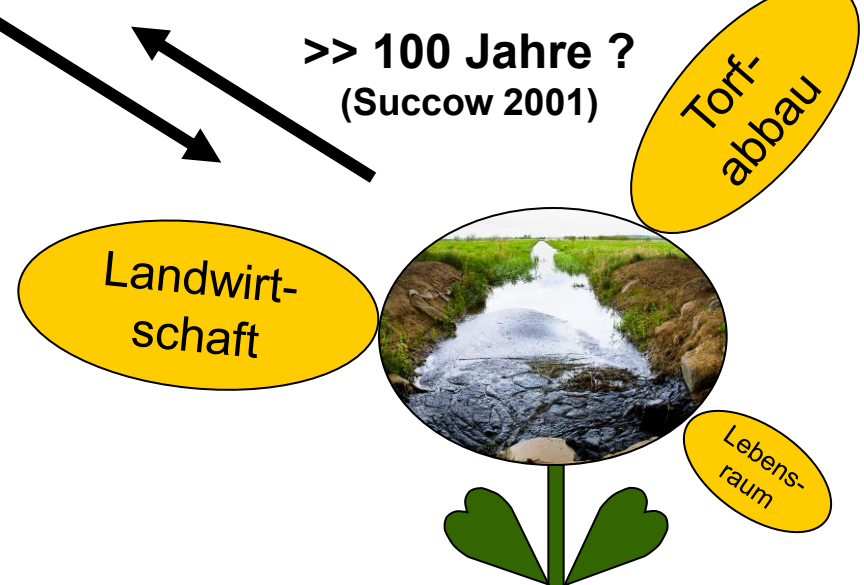 >> 100 Jahre ?
(Succow 2001)
Torf-
abbau
Landwirt-
schaft
Lebens-
raum